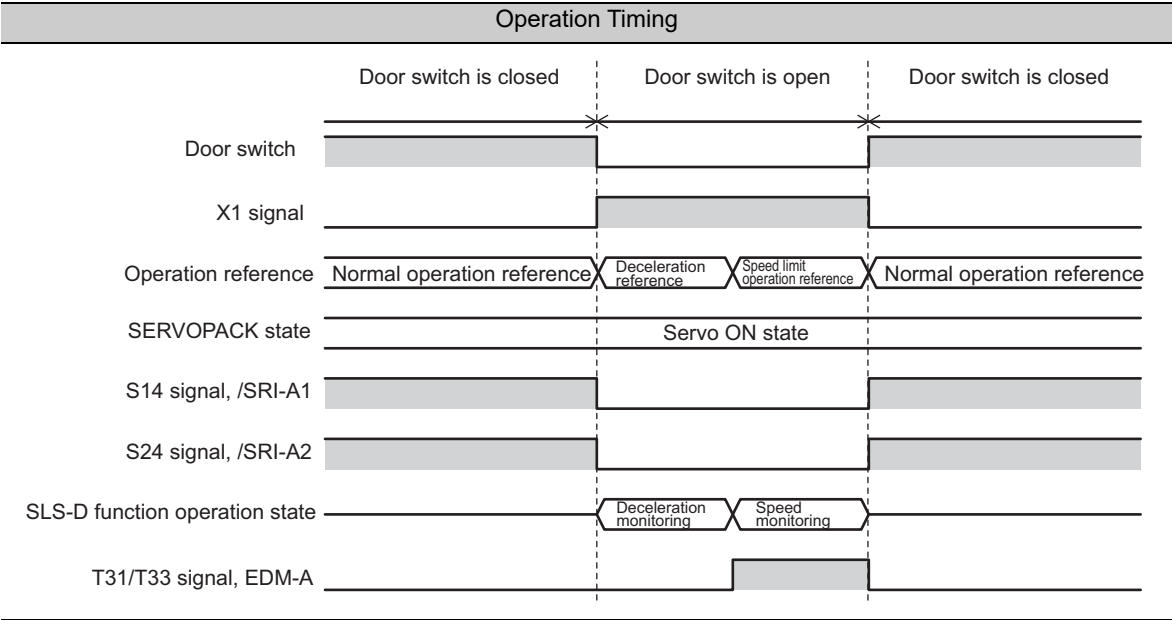 Operation Timing
Door switch is closed
Door switch is open
Door switch is closed
Door switch
X1 signal
Operation reference
Normal operation reference
Deceleration
reference
Speed limit
operation reference
Normal operation reference
SERVOPACK state
Servo ON state
S14 signal, /SRI-A1
S24 signal, /SRI-A2
SLS-D function operation state
Deceleration
monitoring
Speed
monitoring
T31/T33 signal, EDM-A